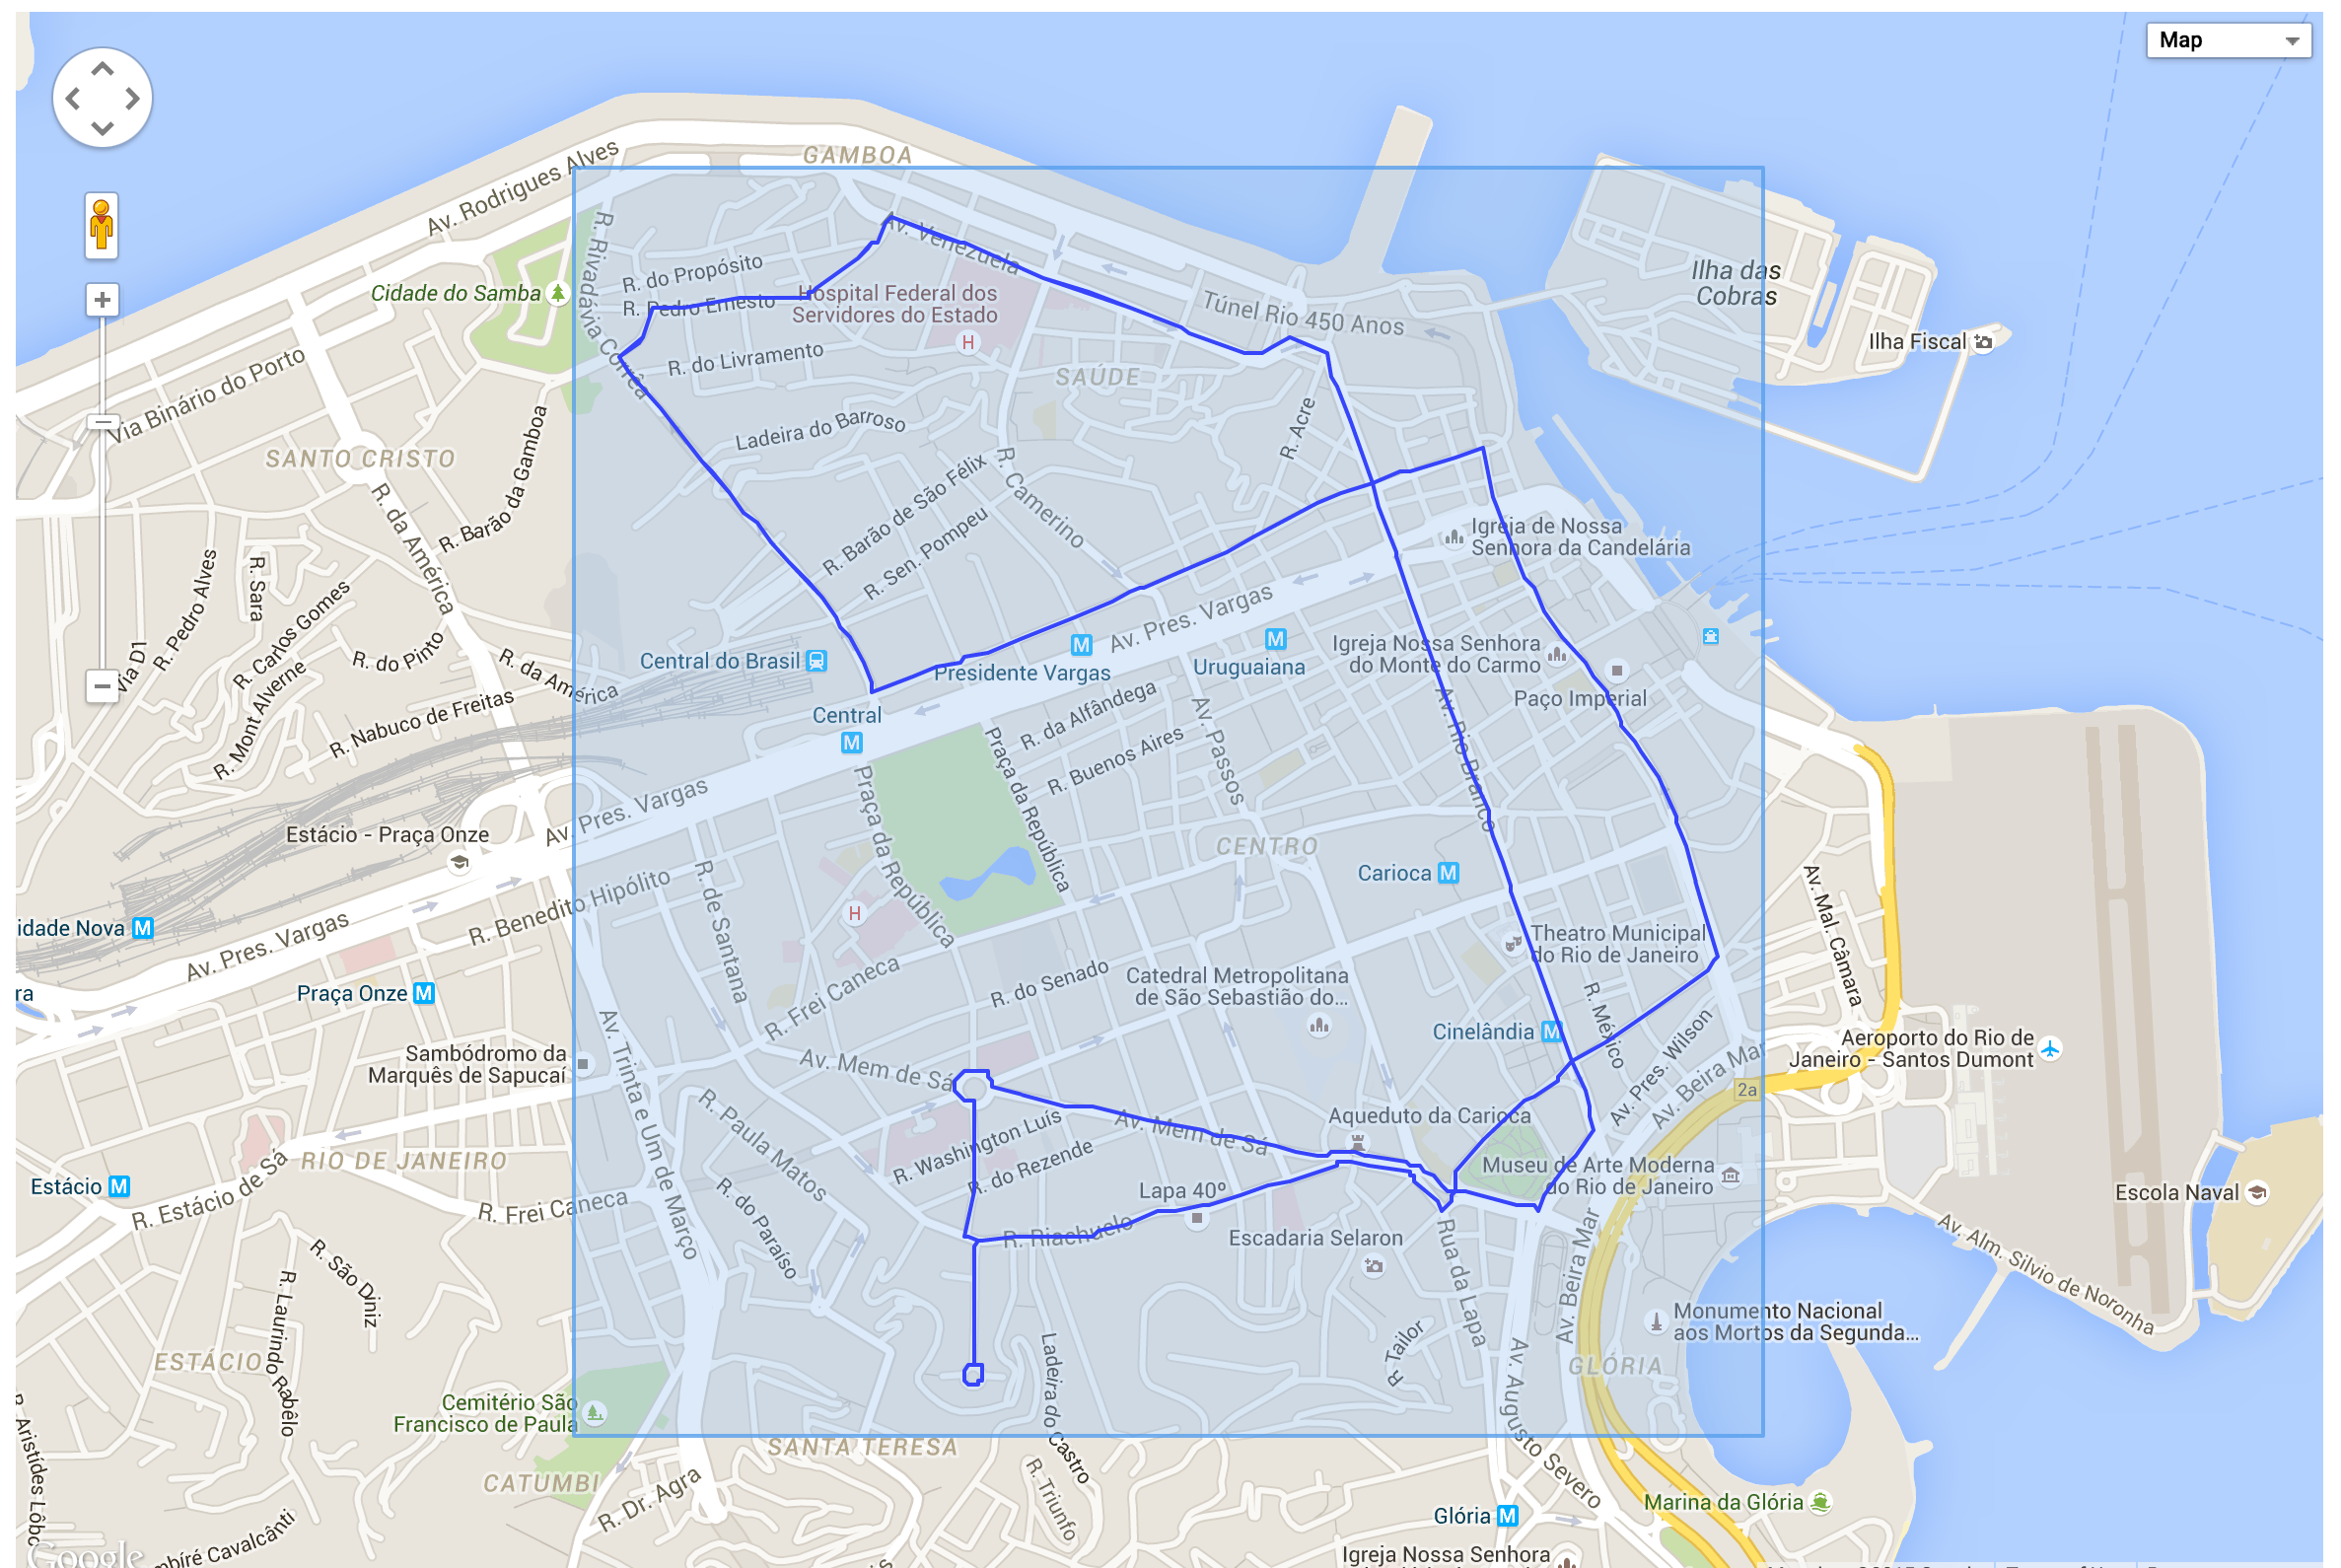 Map
GAMBOA
Av. Rodrigues Alves
R. Rivadávia Corrêa
Av. Venezuela
R. do Propósito
Cidade do Samba
R. Pedro Ernesto
Hospital Federal dos
Servidores do Estado
H
Túnel Rio 450 Anos
Ilha das
Cobras
Ilha Fiscal
R. do Livramento
SAÚDE
Via Binário do Porto
Ladeira do Barroso
R. Acre
SANTO CRISTO
R. Barão da Gamboa
R. da América
R. Barão de São Félix
R. Camerino
R. Sen. Pompeu
Igreja de Nossa
Senhora da Candelária
R. Pedro Alves
R. Sara
R. Carlos Gomes
Via D1
R. do Pinto
R. Mont Alverne
R. da América
R. Nabuco de Freitas
Central do Brasil
M
Presidente Vargas
Av. Pres. Vargas
M
Uruguaiana
Igreja Nossa Senhora
do Monte do Carmo
Paço Imperial
Central
M
R. da Alfândega
R. Buenos Aires
Praça da República
Av. Passos
Av. Rio Branco
Av. Pres. Vargas
Praça da República
Estácio - Praça Onze
CENTRO
Carioca M
R. Benedito Hipólito
R. de Santana
H
idade Nova M
Av. Pres. Vargas
Theatro Municipal
do Rio de Janeiro
Av. Mal. Câmara
R. Frei Caneca
R. do Senado
Catedral Metropolitana
de São Sebastião do...
ra
Praça Onze M
R. México
Cinelândia M
Av. Pres. Wilson
Av. Beira Mar
Aeroporto do Rio de
Janeiro - Santos Dumont
Sambódromo da
Marquês de Sapucaí
Av. Trinta e Um de Março
Av. Mem de Sá
2a
R. Paula Matos
R. Washington Luís
Av. Mem de Sá
Aqueduto da Carioca
RIO DE JANEIRO
R. do Rezende
Museu de Arte Moderna
do Rio de Janeiro
Estácio M
R. Estácio de Sá
R. Frei Caneca
R. do Paraíso
Lapa 40º
Escola Naval
R. Riachuelo
Escadaria Selaron
Rua da Lapa
Av. Beira Mar
Av. Alm. Silvio de Noronha
R. São Diniz
R. Laurindo Rabêlo
Monumento Nacional
aos Mortos da Segunda...
ESTÁCIO
Ladeira do Castro
R. Tailor
GLÓRIA
Av. Augusto Severo
Cemitério São
Francisco de Paula
R. Aristídes Lôbo
SANTA TERESA
CATUMBI
R. Dr. Agra
R. Triunfo
Marina da Glória
Glória M
Google
mbíré Cavalcânti
Igreja Nossa Senhora